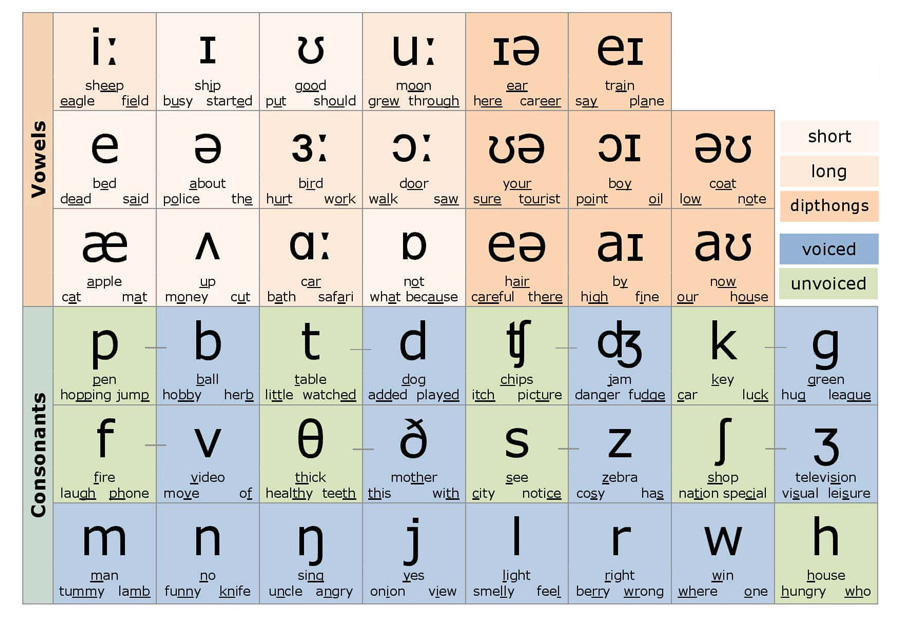 iː ɪ ʊ uː ɪə eɪ
sheep ship good moon ear train
eagle field busy started put should grew through here career say plane
e ə ɜː ɔː ʊə ɔɪ əʊ
bed about bird door your boy coat
dead said police the hurt work walk saw sure tourist point oil low note
æ ʌ ɑː ɒ eə aɪ aʊ
apple up car not hair by now
cat mat money cut bath safari what because careful there high fine our house
Vowels
short
long
dipthongs
voiced
unvoiced
p b t d ʧ ʤ k g
pen ball table dog chips jam key green
hopping jump hobby herb little watched added played itch picture danger fudge car luck hug league
f v θ ð s z ʃ ʒ
fire video thick mother see zebra shop television
laugh phone move of healthy teeth this with city notice cosy has nation special visual leisure
m n ŋ j l r w h
man no sing yes light right win house
tummy lamb funny knife uncle angry onion view smelly feel berry wrong where one hungry who
Consonants